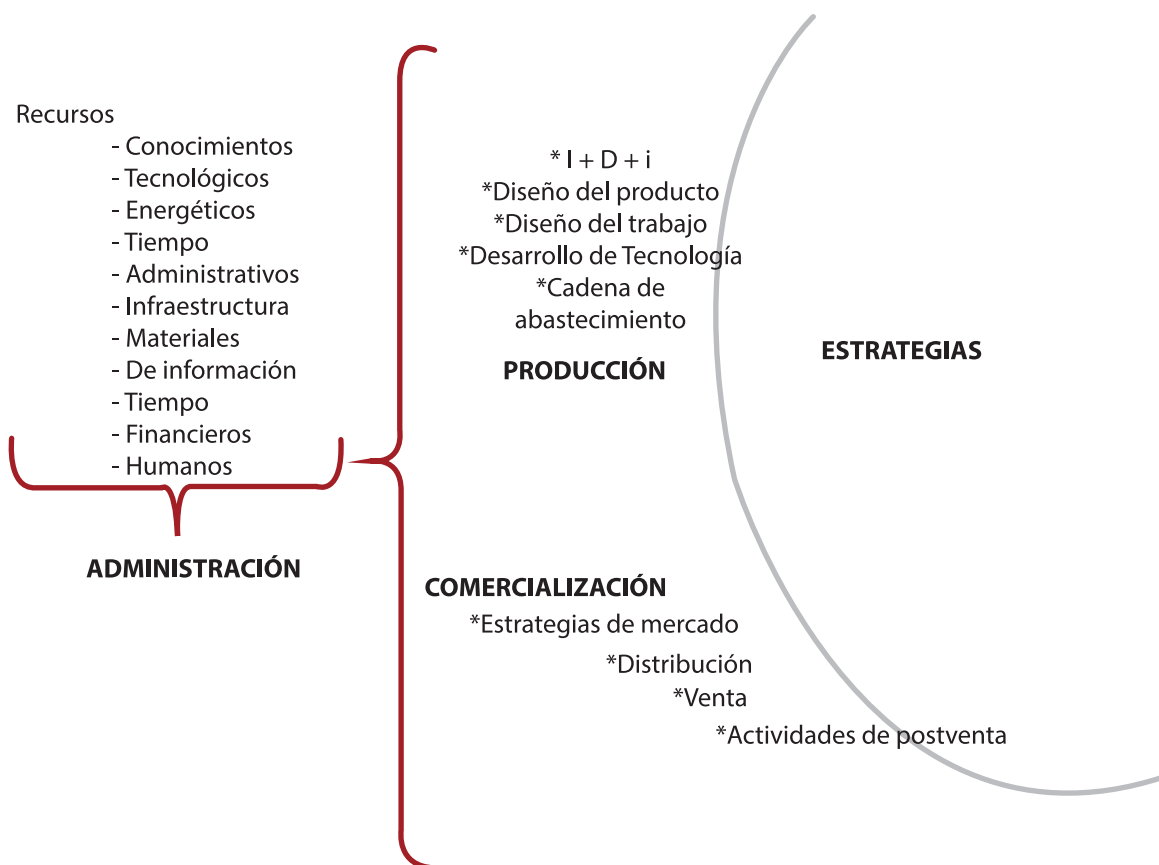 Recursos
- Conocimientos
- Tecnológicos
- Energéticos
- Tiempo
- Administrativos
- Infraestructura
- Materiales
- De información
- Tiempo
- Financieros
- Humanos
ADMINISTRACIÓN
* I + D + i
*Diseño del producto
*Diseño del trabajo
*Desarrollo de Tecnología
*Cadena de
abastecimiento
PRODUCCIÓN
COMERCIALIZACIÓN
*Estrategias de mercado
*Distribución
*Venta
*Actividades de postventa
ESTRATEGIAS